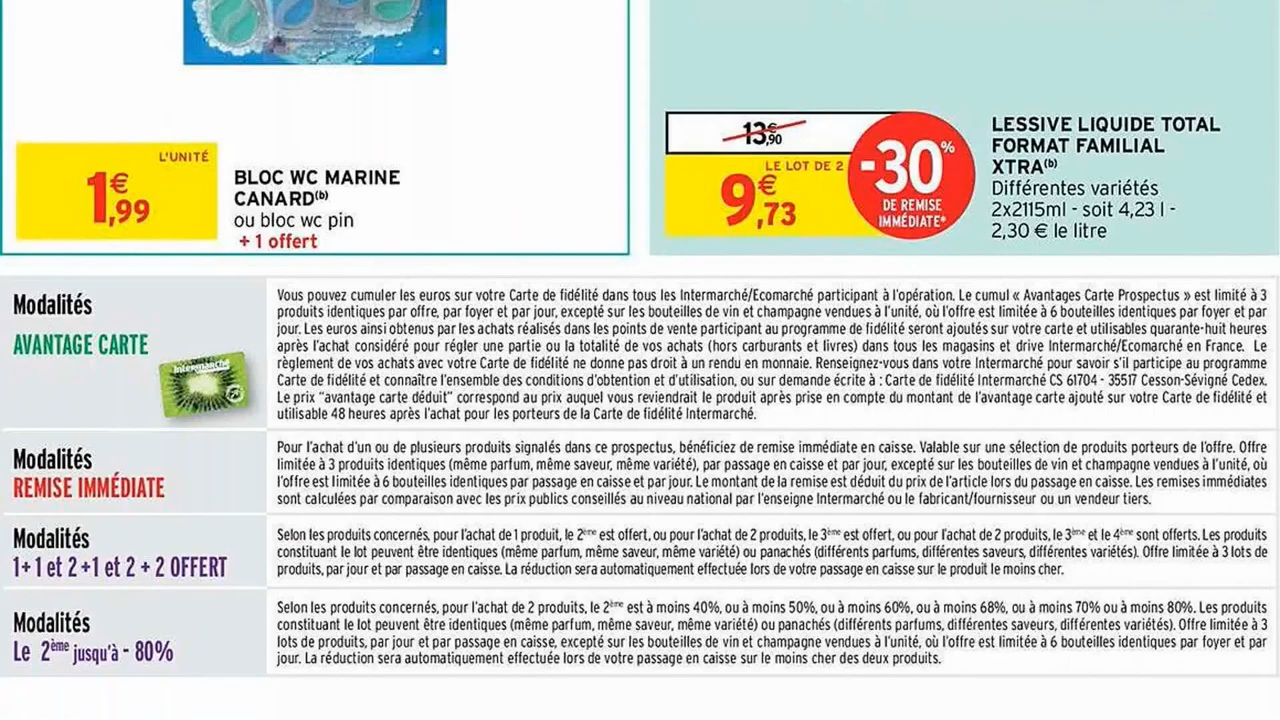 L'UNITÉ
1€,99
BLOC WC MARINE
CANARD(b)
ou bloc wc pin
+ 1 offert
13€,90
LE LOT DE 2
9€,73
-30%
DE REMISE
IMMÉDIATE*
LESSIVE LIQUIDE TOTAL
FORMAT FAMILIAL
XTRA(b)
Différentes variétés
2x2115ml - soit 4,23 l -
2,30 € le litre
Modalités
AVANTAGE CARTE
Intermarché
Vous pouvez cumuler les euros sur votre Carte de fidélité dans tous les Intermarché/Ecomarché participant à l'opération. Le cumul « Avantages Carte Prospectus » est limité à 3
produits identiques par offre, par foyer et par jour, excepté sur les bouteilles de vin et champagne vendues à l'unité, où l'offre est limitée à 6 bouteilles identiques par foyer et par
jour. Les euros ainsi obtenus par les achats réalisés dans les points de vente participant au programme de fidélité seront ajoutés sur votre carte et utilisables quarante-huit heures
après l'achat considéré pour régler une partie ou la totalité de vos achats (hors carburants et livres) dans tous les magasins et drive Intermarché/Ecomarché en France. Le
règlement de vos achats avec votre Carte de fidélité ne donne pas droit à un rendu en monnaie. Renseignez-vous dans votre Intermarché pour savoir s'il participe au programme
Carte de fidélité et connaître l'ensemble des conditions d'obtention et d'utilisation, ou sur demande écrite à : Carte de fidélité Intermarché CS 61704 - 35517 Cesson-Sévigné Cedex.
Le prix "avantage carte déduit" correspond au prix auquel vous reviendrait le produit après prise en compte du montant de l'avantage carte ajouté sur votre Carte de fidélité et
utilisable 48 heures après l'achat pour les porteurs de la Carte de fidélité Intermarché.
Modalités
REMISE IMMÉDIATE
Pour l'achat d'un ou de plusieurs produits signalés dans ce prospectus, bénéficiez de remise immédiate en caisse. Valable sur une sélection de produits porteurs de l'offre. Offre
limitée à 3 produits identiques (même parfum, même saveur, même variété), par passage en caisse et par jour, excepté sur les bouteilles de vin et champagne vendues à l'unité, où
l'offre est limitée à 6 bouteilles identiques par passage en caisse et par jour. Le montant de la remise est déduit du prix de l'article lors du passage en caisse. Les remises immédiates
sont calculées par comparaison avec les prix publics conseillés au niveau national par l'enseigne Intermarché ou le fabricant/fournisseur ou un vendeur tiers.
Modalités
1+1 et 2+1 et 2 + 2 OFFERT
Selon les produits concernés, pour l'achat de 1 produit, le 2ème est offert, ou pour l'achat de 2 produits, le 3ème est offert, ou pour l'achat de 2 produits, le 3ème et le 4ème sont offerts. Les produits
constituant le lot peuvent être identiques (même parfum, même saveur, même variété) ou panachés (différents parfums, différentes saveurs, différentes variétés). Offre limitée à 3 lots de
produits, par jour et par passage en caisse. La réduction sera automatiquement effectuée lors de votre passage en caisse sur le produit le moins cher.
Modalités
Le 2ème jusqu'à - 80%
Selon les produits concernés, pour l'achat de 2 produits, le 2ème est à moins 40%, ou à moins 50%, ou à moins 60%, ou à moins 68%, ou à moins 70% ou à moins 80%. Les produits
constituant le lot peuvent être identiques (même parfum, même saveur, même variété) ou panachés (différents parfums, différentes saveurs, différentes variétés). Offre limitée à 3
lots de produits, par jour et par passage en caisse, excepté sur les bouteilles de vin et champagne vendues à l'unité, où l'offre est limitée à 6 bouteilles identiques par foyer et par
jour. La réduction sera automatiquement effectuée lors de votre passage en caisse sur le moins cher des deux produits.